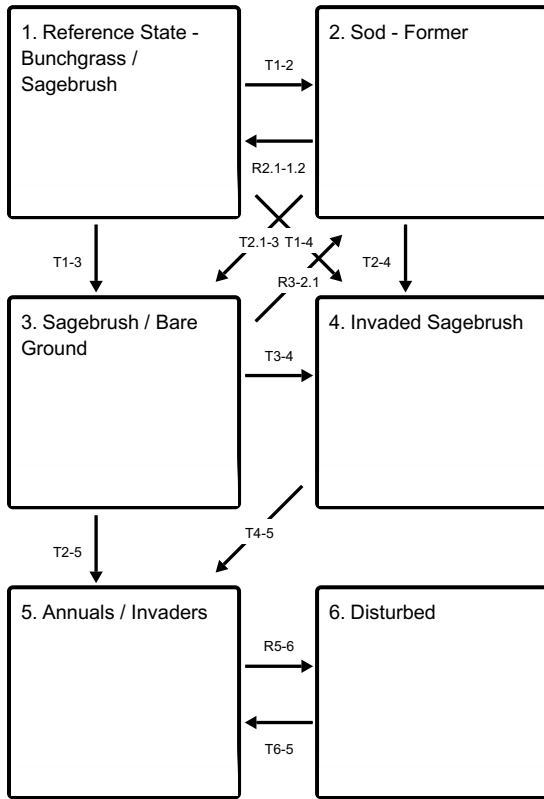 1. Reference State -
Bunchgrass /
Sagebrush
2. Sod - Former
T1-2
R2.1-1.2
T2.1-3
T1-4
T1-3
T2-4
R3-2.1
3. Sagebrush / Bare
Ground
4. Invaded Sagebrush
T3-4
T2-5
T4-5
5. Annuals / Invaders
6. Disturbed
R5-6
T6-5